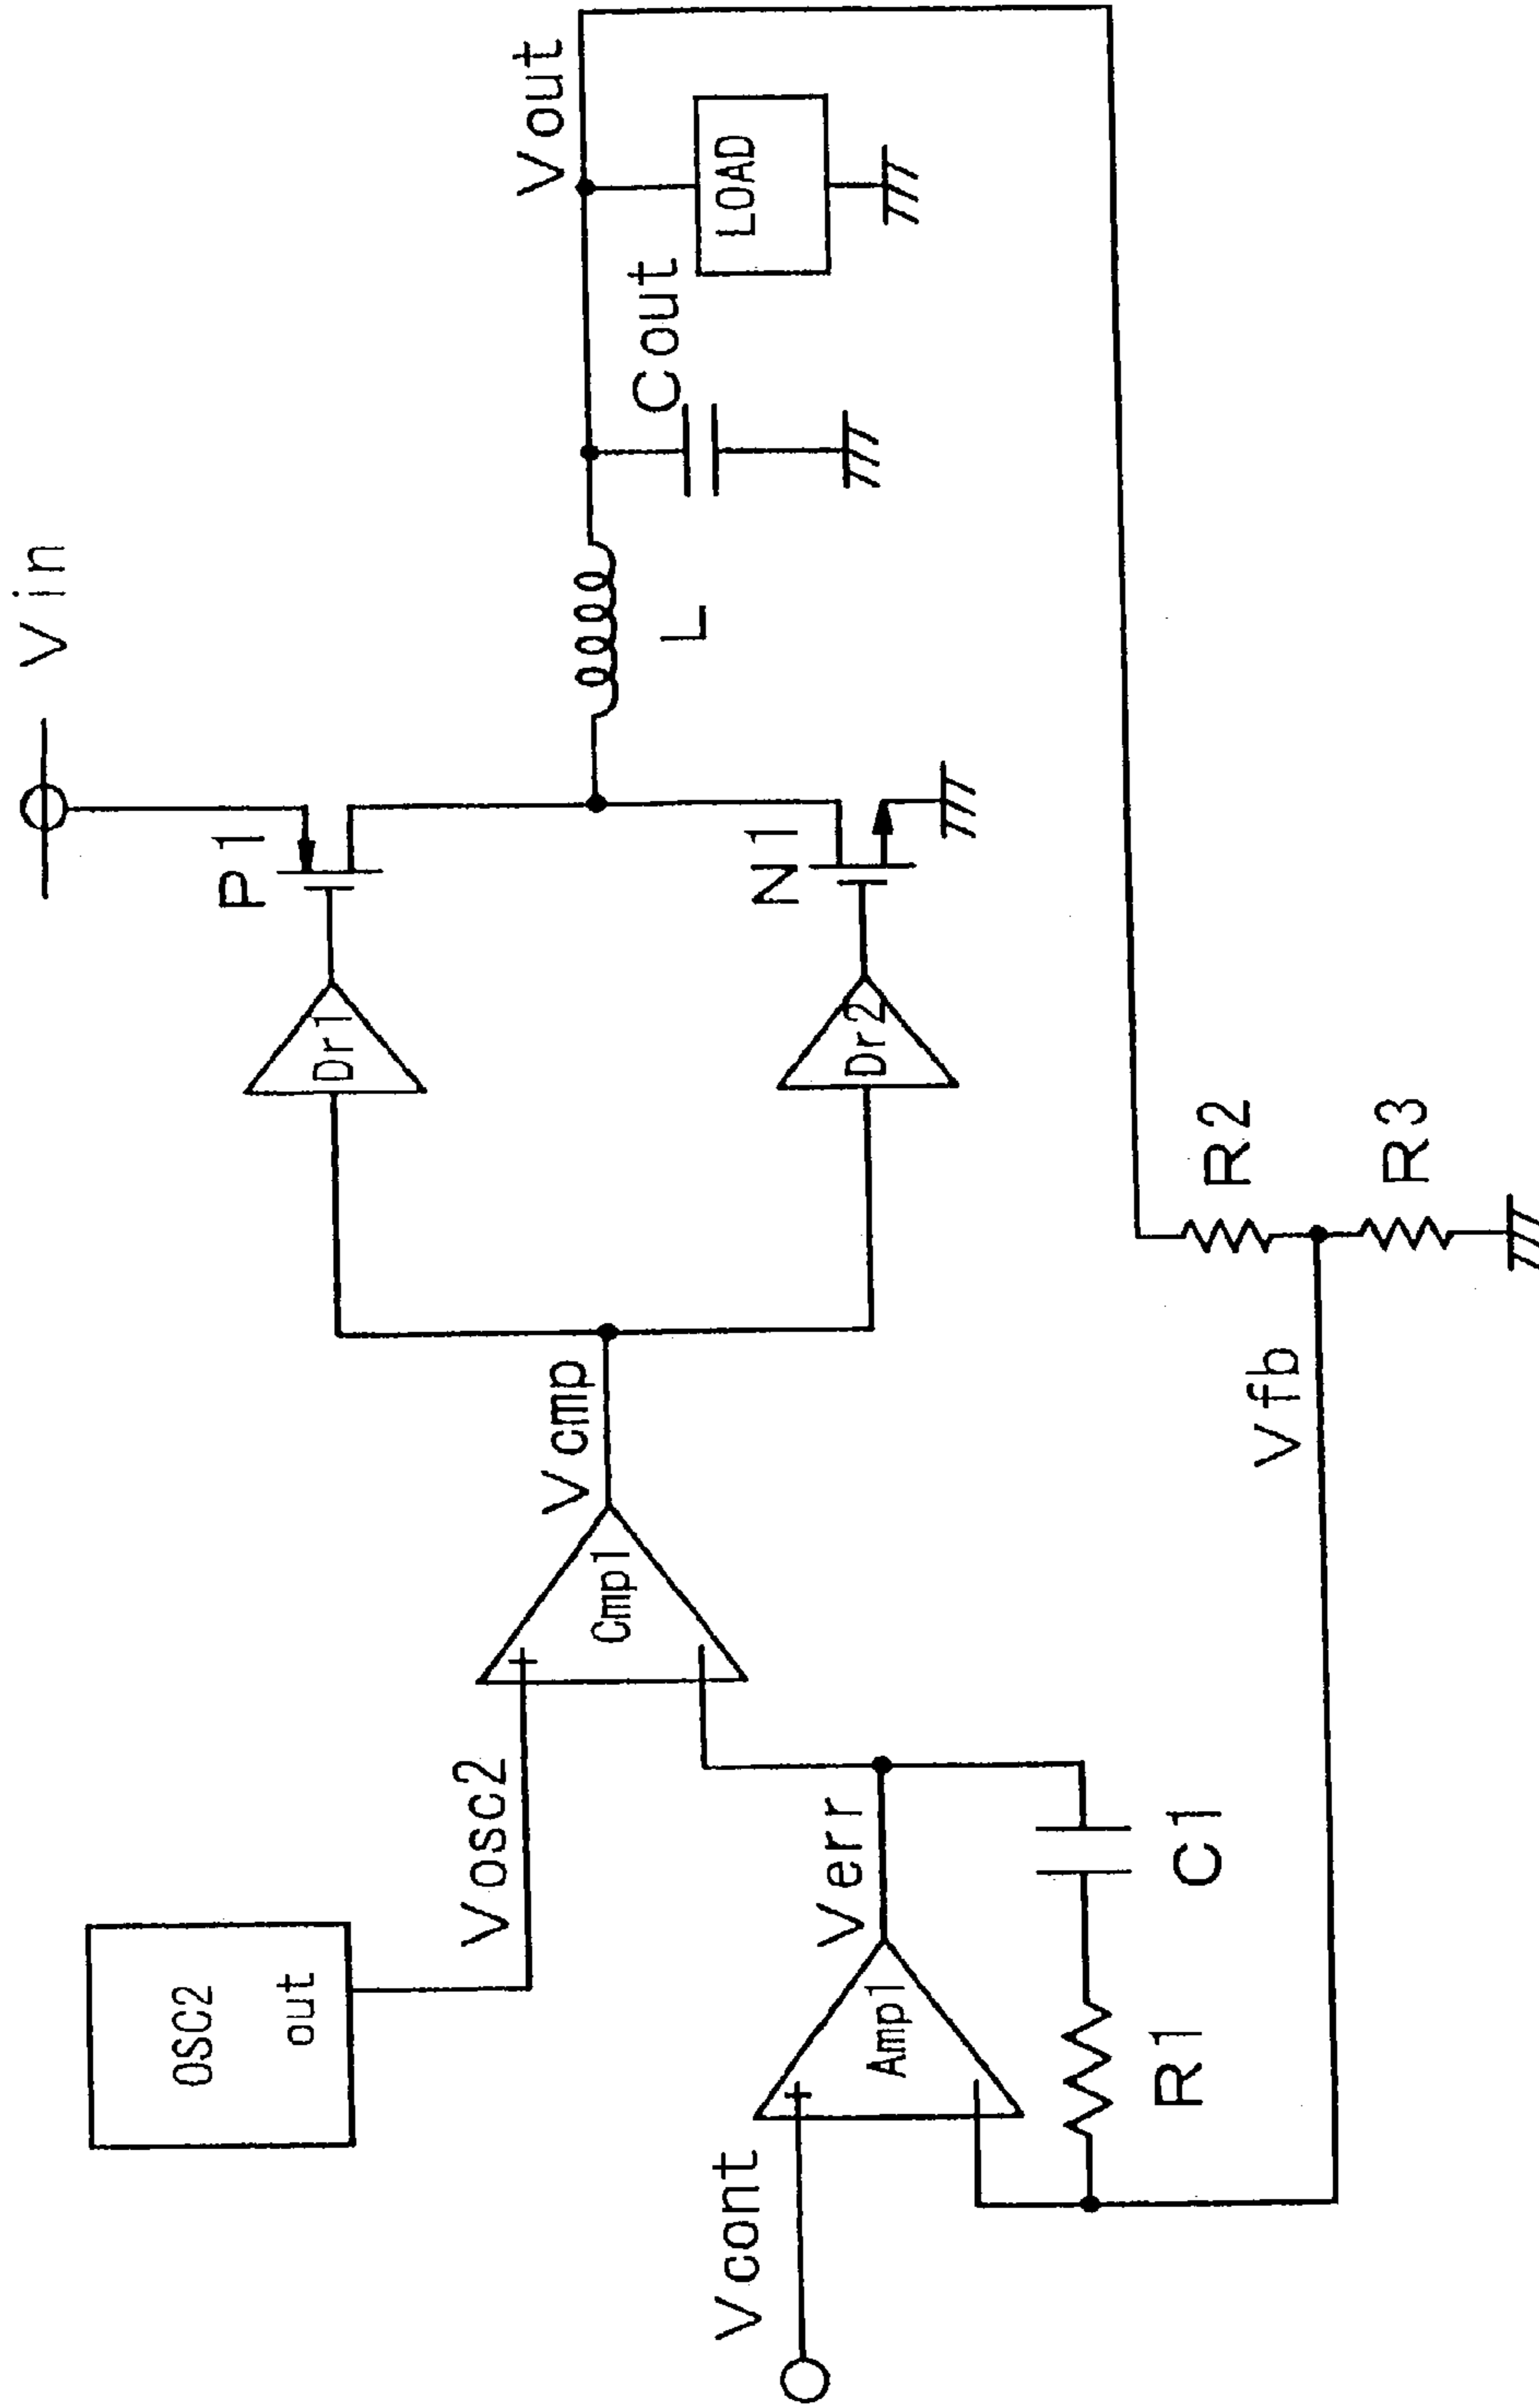 Vin
P1
Dr1
N1
Dr2
L
Cout
Vout
LOAD
OSC2
out
Vosc2
+
Cmp1
Vcmp
Vcont
+
Amp1
Verr
R1
C1
Vfb
R2
R3